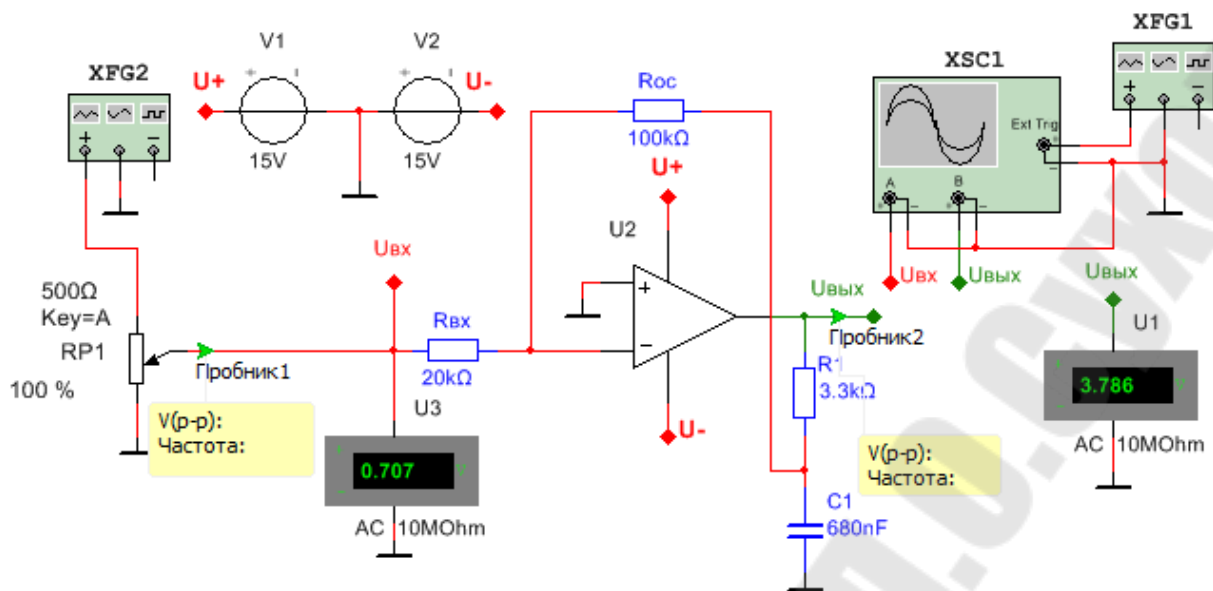 XFG2
V1
V2
XSC1
XFG1
U+
U-
+
−
15V
15V
Rос
100kΩ
Ext Trig
A
B
U+
U2
Uвх
Uвых
Uвх
Uвых
Uвых
U1
500Ω
Key=A
RP1
100 %
Пробник1
Rвх
20kΩ
U3
+
−
Пробник2
R1
3.3kΩ
3.786
V
V(p-p):
Частота:
U-
V(p-p):
Частота:
AC
10MOhm
0.707
V
C1
680nF
AC
10MOhm